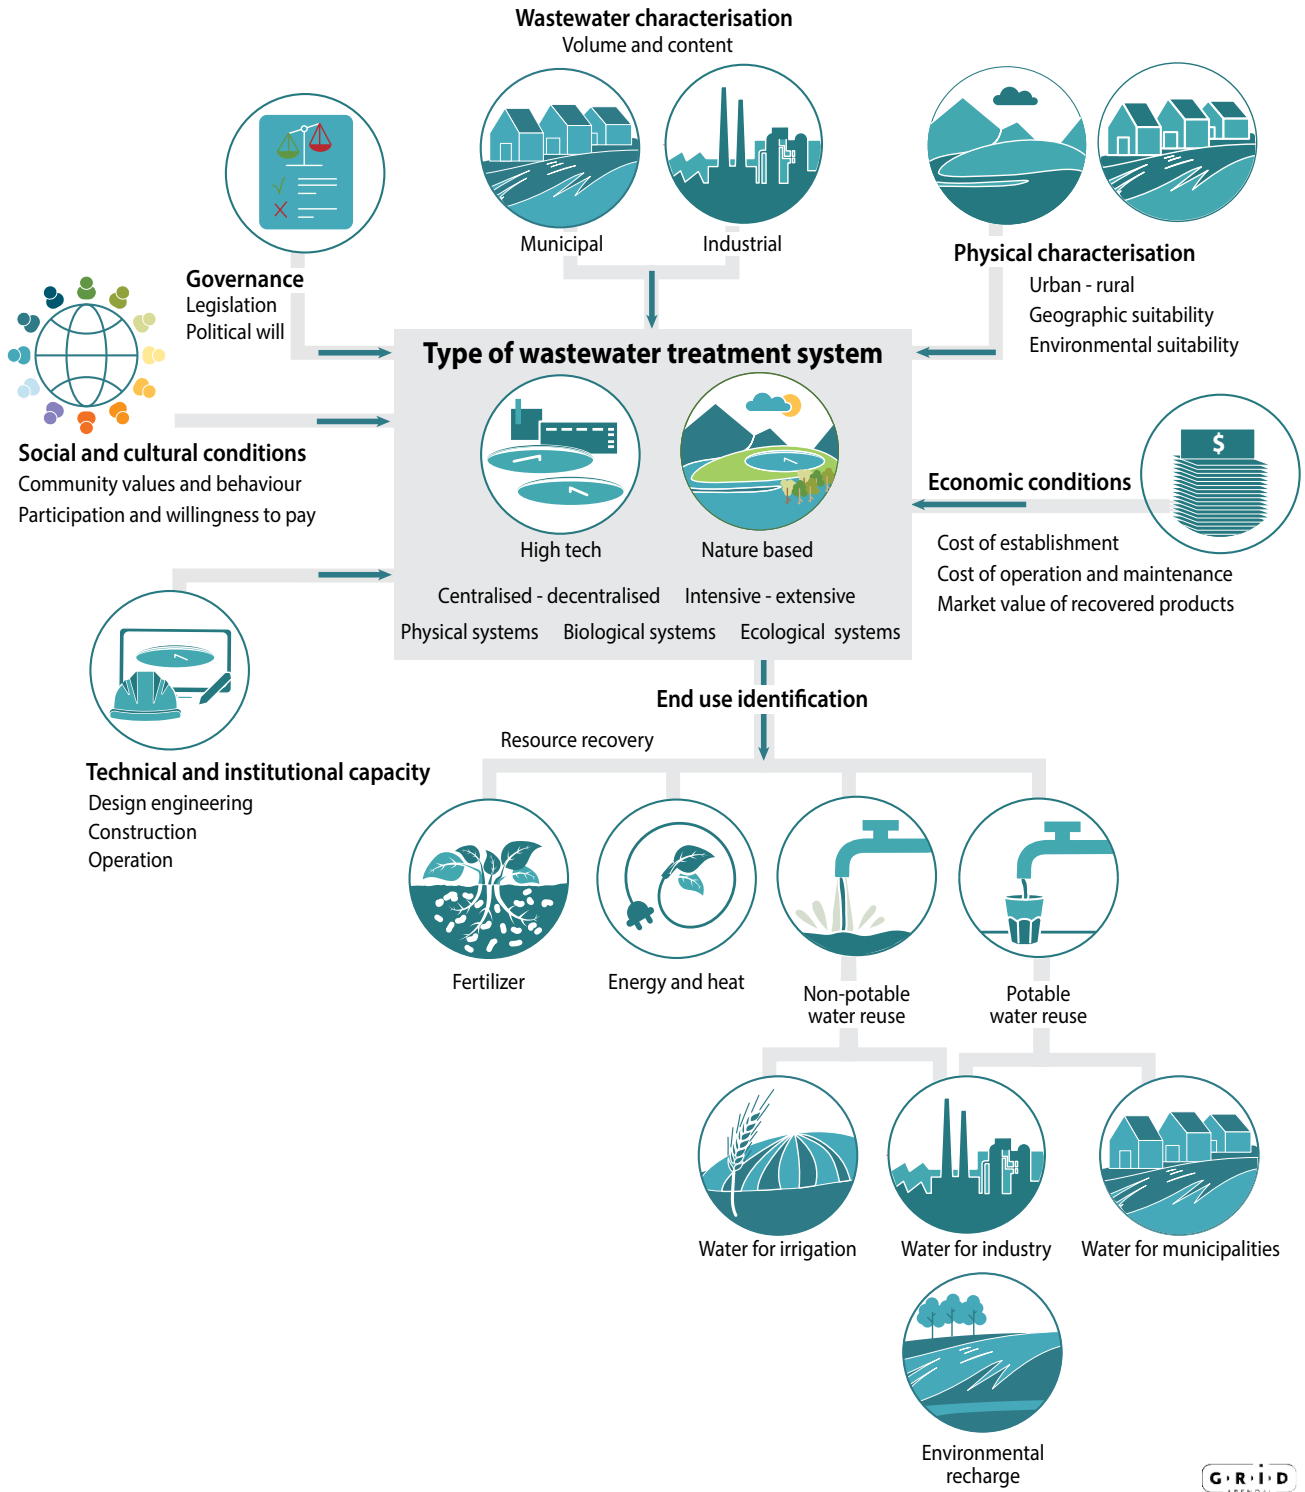 Wastewater characterisation
Volume and content
Municipal
Industrial
Governance
Legislation
Political will
Physical characterisation
Urban - rural
Geographic suitability
Environmental suitability
Social and cultural conditions
Community values and behaviour
Participation and willingness to pay
Type of wastewater treatment system
High tech
Nature based
Centralised - decentralised
Intensive - extensive
Physical systems
Biological systems
Ecological systems
$
Economic conditions
Cost of establishment
Cost of operation and maintenance
Market value of recovered products
Technical and institutional capacity
Design engineering
Construction
Operation
End use identification
Resource recovery
Fertilizer
Energy and heat
Non-potable
water reuse
Potable
water reuse
Water for irrigation
Water for industry
Water for municipalities
Environmental
recharge
G·R·I·D